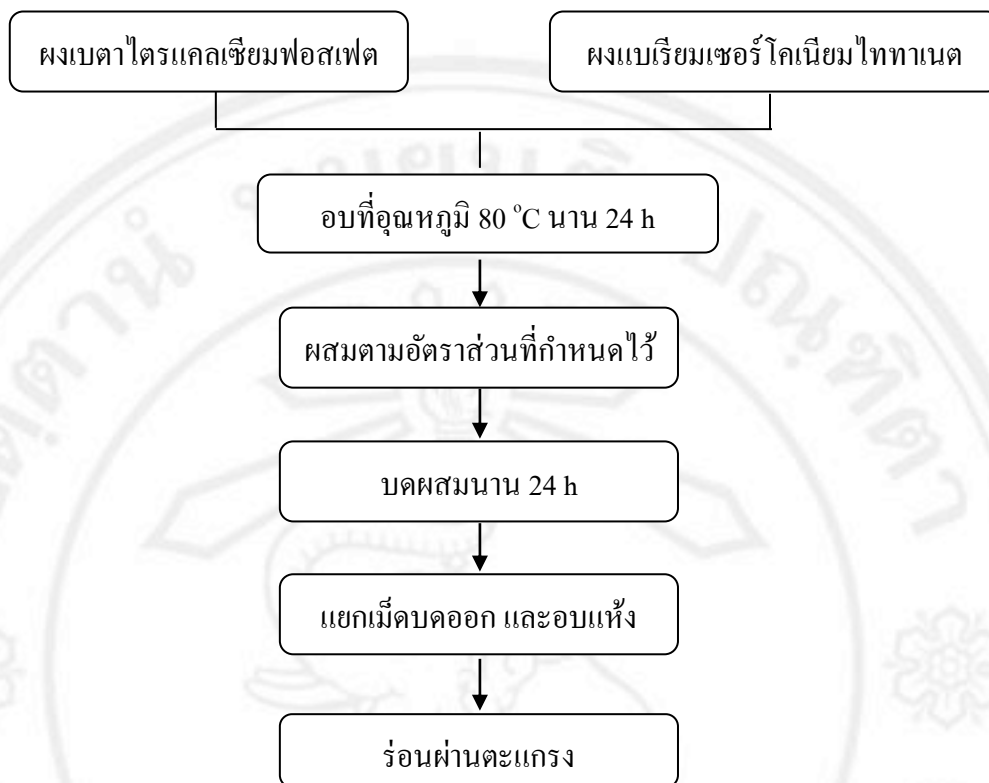 ผงเบตาไตรแคลเซียมฟอสเฟต
ผงแบเรียมเซอร์โคเนียมไททาเนต
อบที่อุณหภูมิ 80 °C นาน 24 h
ผสมตามอัตราส่วนที่กำหนดไว้
บดผสมนาน 24 h
แยกเม็ดบดออก และอบแห้ง
ร่อนผ่านตะแกรง